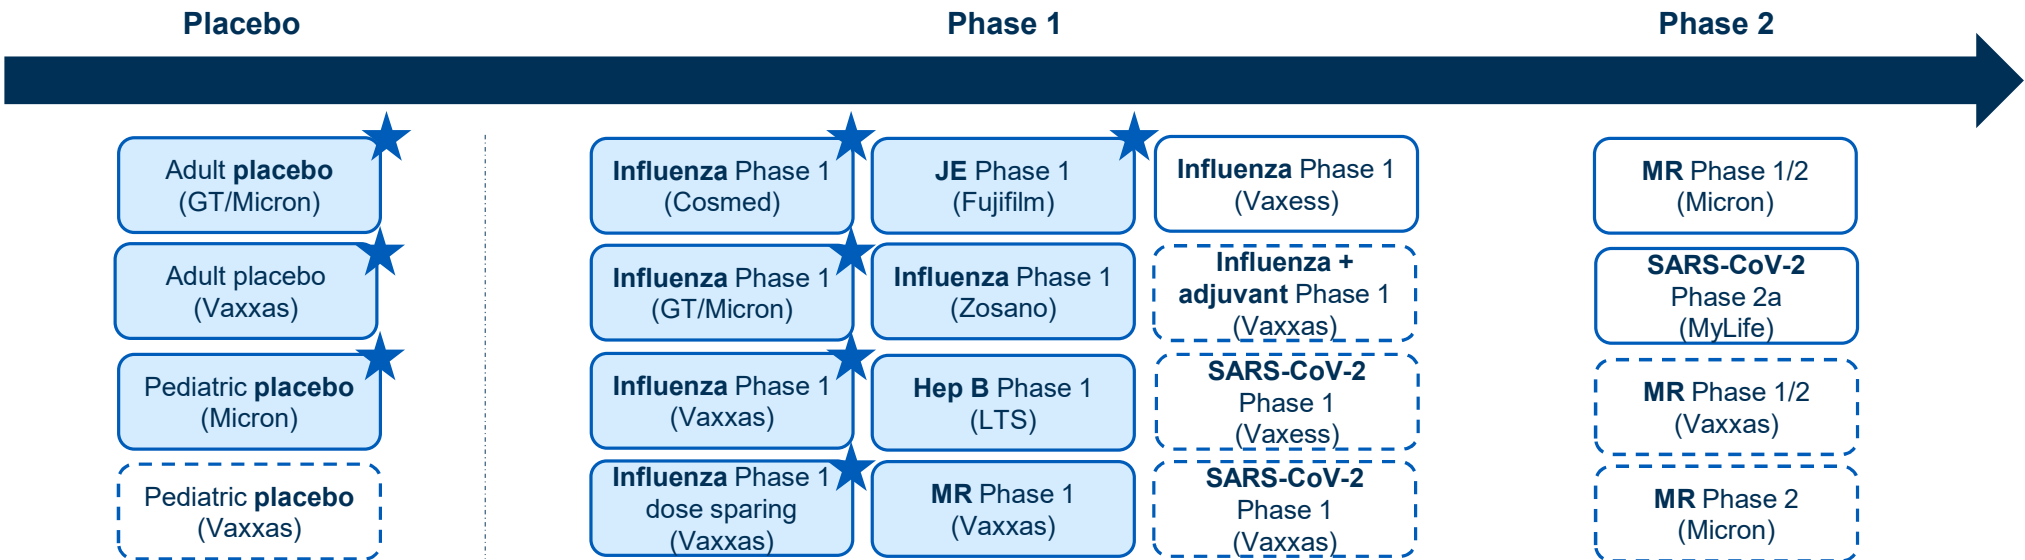 Placebo
Phase 1
Phase 2
Adult placebo
(GT/Micron)
Adult placebo
(Vaxxas)
Pediatric placebo
(Micron)
Pediatric placebo
(Vaxxas)
Influenza Phase 1
(Cosmed)
Influenza Phase 1
(GT/Micron)
Influenza Phase 1
(Vaxxas)
Influenza Phase 1
dose sparing
(Vaxxas)
JE Phase 1
(Fujifilm)
Influenza Phase 1
(Zosano)
Hep B Phase 1
(LTS)
MR Phase 1
(Vaxxas)
Influenza Phase 1
(Vaxess)
Influenza +
adjuvant Phase 1
(Vaxxas)
SARS-CoV-2
Phase 1
(Vaxess)
SARS-CoV-2
Phase 1
(Vaxxas)
MR Phase 1/2
(Micron)
SARS-CoV-2
Phase 2a
(MyLife)
MR Phase 1/2
(Vaxxas)
MR Phase 2
(Micron)